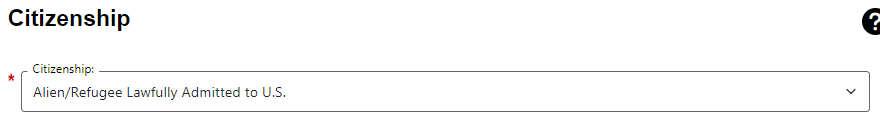 Citizenship
?
* Citizenship:
Alien/Refugee Lawfully Admitted to U.S.